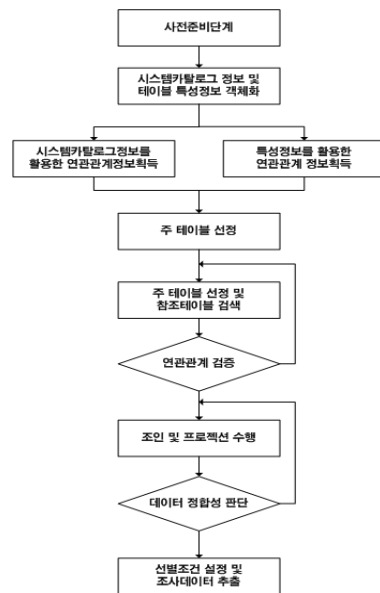 사전준비단계
시스템카탈로그 정보 및
테이블 특성정보 객체화
시스템카탈로그정보를
활용한 연관관계정보획득
특성정보를 활용한
연관관계 정보획득
주 테이블 선정
주 테이블 선정 및
참조테이블 검색
연관관계 검증
조인 및 프로젝션 수행
데이터 정합성 판단
선별조건 설정 및
조사데이터 추출